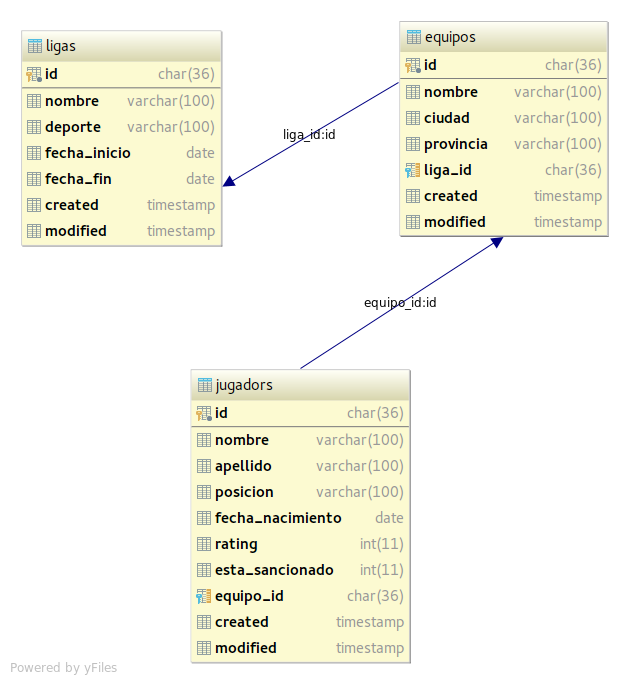 ligas
id char(36)
nombre varchar(100)
deporte varchar(100)
fecha_inicio date
fecha_fin date
created timestamp
modified timestamp
equipos
id char(36)
nombre varchar(100)
ciudad varchar(100)
provincia varchar(100)
liga_id char(36)
created timestamp
modified timestamp
liga_id:id
equipo_id:id
jugadors
id char(36)
nombre varchar(100)
apellido varchar(100)
posicion varchar(100)
fecha_nacimiento date
rating int(11)
esta_sancionado int(11)
equipo_id char(36)
created timestamp
modified timestamp
Powered by yFiles